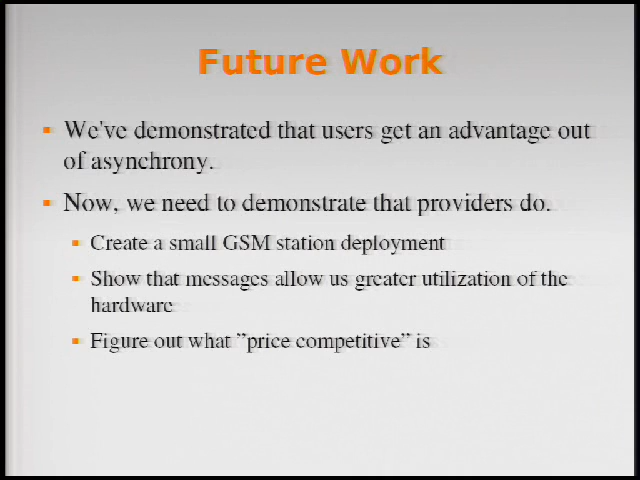 Future Work
We've demonstrated that users get an advantage out
of asynchrony.
Now, we need to demonstrate that providers do.
Create a small GSM station deployment
Show that messages allow us greater utilization of the
hardware
Figure out what ”price competitive” is